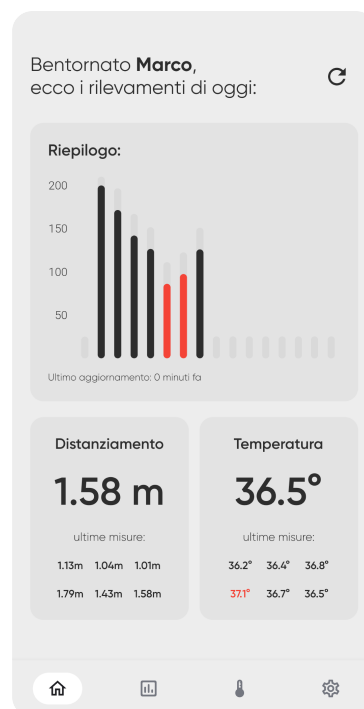 Bentornato Marco,
ecco i rilevamenti di oggi:
Riepilogo:
200
150
100
50
Ultimo aggiornamento: 0 minuti fa
Distanziamento
1.58 m
ultime misure:
1.13m 1.04m 1.01m
1.79m 1.43m 1.58m
Temperatura
36.5°
ultime misure:
36.2° 36.4° 36.8°
37.1° 36.7° 36.5°